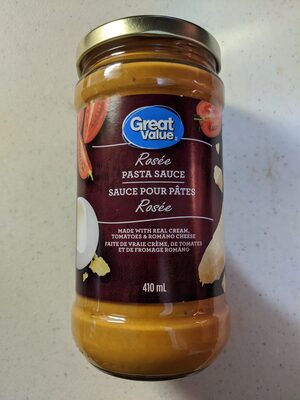 Great
Value
Rosée
PASTA SAUCE
SAUCE POUR PÂTES
Rosée
MADE WITH REAL CREAM,
TOMATOES & ROMANO CHEESE
FAITE DE VRAIE CRÈME, DE TOMATES
ET DE FROMAGE ROMANO
410 mL